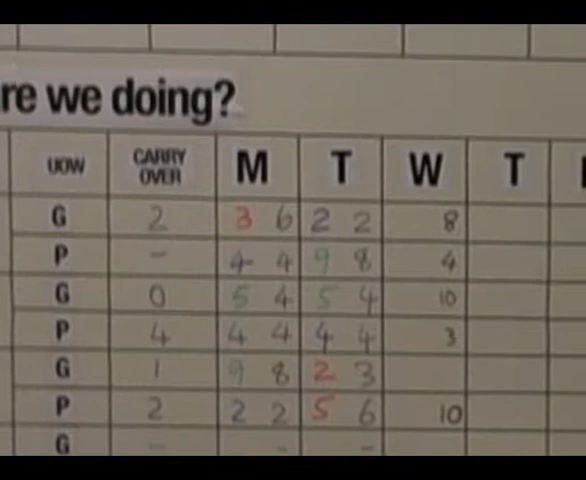 re we doing?
UOW CARRY OVER M T W T
G 2 3 6 2 2 8
P - 4 4 9 8 4
G 0 5 4 5 4 10
P 4 4 4 4 4 3
G 1 9 8 2 3
P 2 2 2 5 6 10
G - - -